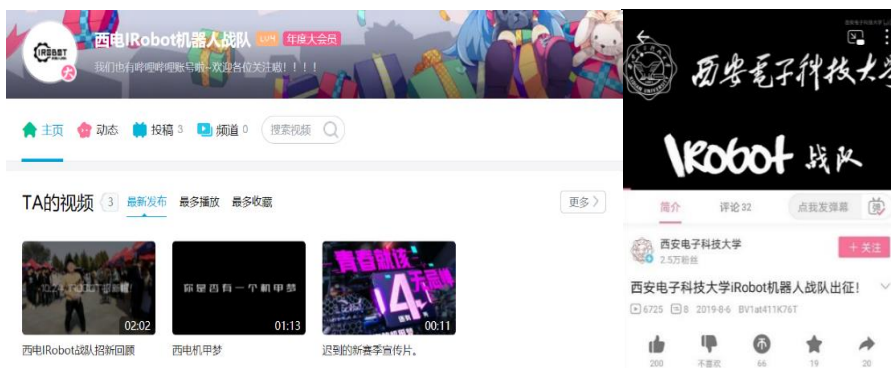 IROBOT
西电IRobot机器人战队 LV4 年度大会员
大
我们也有哔哩哔哩账号啦~欢迎各位关注啦！！！！
主页 动态 投稿 3 频道 0 搜索视频
TA的视频 3 最新发布 最多播放 最多收藏 更多
02:02
你是否有一个机甲梦
01:13
青春就该
00:11
西电IRobot战队招新回顾
西电机甲梦
迟到的新赛季宣传片。
西安电子科技大学
IRobot 战队
简介 评论 32 点我发弹幕 弹
西安电子科技大学
2.5万粉丝
+ 关注
西安电子科技大学iRobot机器人战队出征！
6725 8 2019-8-6 BV1at411K76T
200 不喜欢 66 19 20